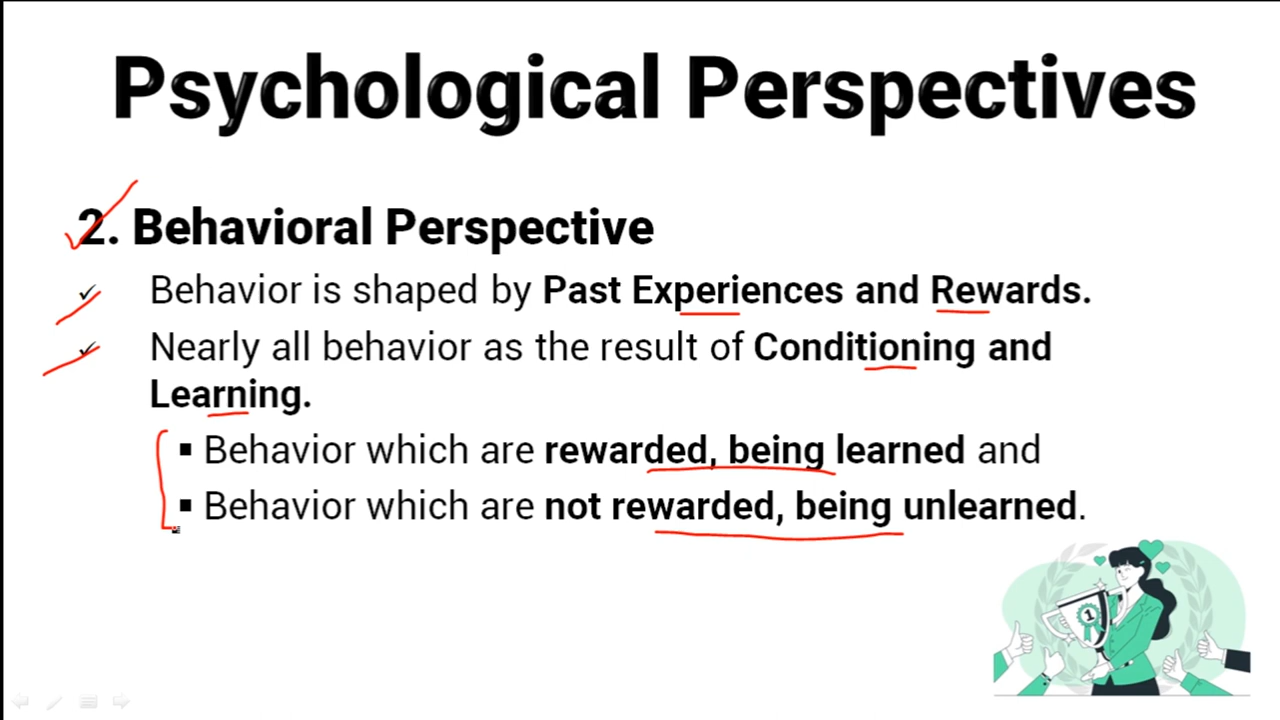 Psychological Perspectives
2. Behavioral Perspective
✓ Behavior is shaped by Past Experiences and Rewards.
✓ Nearly all behavior as the result of Conditioning and
Learning.
▪ Behavior which are rewarded, being learned and
▪ Behavior which are not rewarded, being unlearned.
1